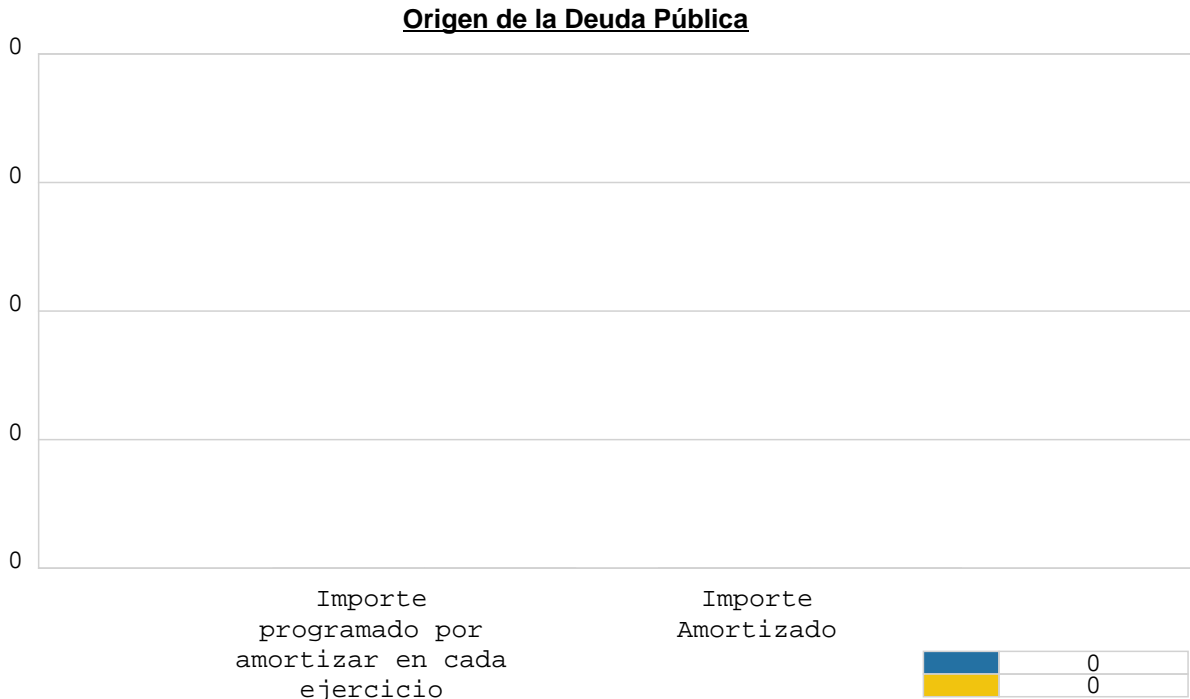 Origen de la Deuda Pública
0
0
0
0
0
Importe
programado por
amortizar en cada
ejercicio
Importe
Amortizado
0
0